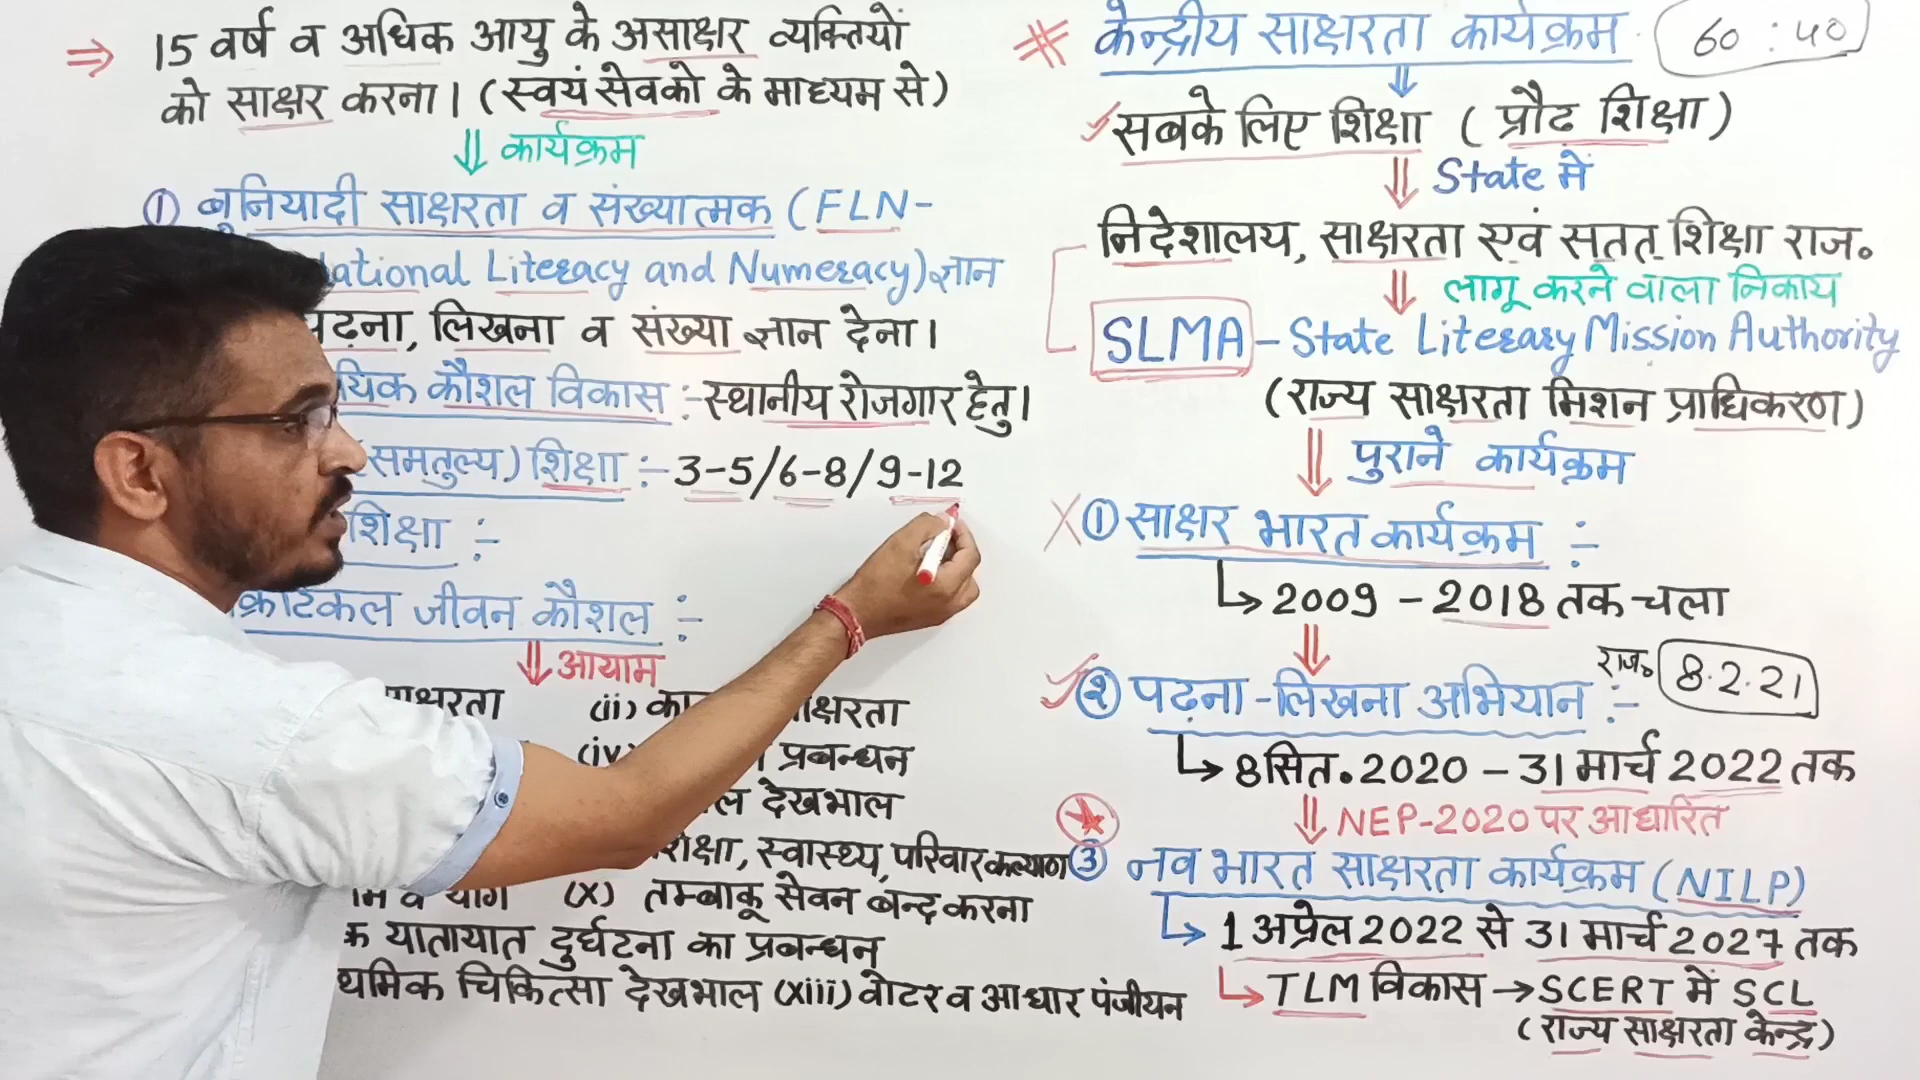 ⇒ 15 वर्ष व अधिक आयु के असाक्षर व्यक्तियों
को साक्षर करना। (स्वयं सेवको के माध्यम से)
⇓ कार्यक्रम
① बुनियादी साक्षरता व संख्यात्मक (FLN-
ational Literacy and Numeracy) ज्ञान
पढ़ना, लिखना व संख्या ज्ञान देना।
यिक कौशल विकास :- स्थानीय रोजगार हेतु।
(समतुल्य) शिक्षा :- 3-5/6-8/9-12
शिक्षा :-
क्रिटिकल जीवन कौशल :-
⇓ आयाम
साक्षरता (ii) का साक्षरता
(iv) प्रबन्धन
ल देखभाल
शिक्षा, स्वास्थ्य, परिवार कल्याण
व योग (x) तम्बाकू सेवन बन्द करना
क यातायात दुर्घटना का प्रबन्धन
थमिक चिकित्सा देखभाल (xiii) वोटर व आधार पंजीयन
केन्द्रीय साक्षरता कार्यक्रम 60:40
⇓
सबके लिए शिक्षा (प्रौढ शिक्षा)
⇓ State में
निदेशालय, साक्षरता एवं सतत् शिक्षा राज.
⇓ लागू करने वाला निकाय
SLMA - State Literary Mission Authority
(राज्य साक्षरता मिशन प्राधिकरण)
⇓ पुराने कार्यक्रम
① साक्षर भारत कार्यक्रम :-
↳ 2009 - 2018 तक चला
⇓
② पढ़ना-लिखना अभियान :- राज. 8.2.21
↳ 8 सित. 2020 - 31 मार्च 2022 तक
⇓ NEP-2020 पर आधारित
③ नव भारत साक्षरता कार्यक्रम (NILP)
↳ 1 अप्रेल 2022 से 31 मार्च 2027 तक
↳ TLM विकास → SCERT में SCL
(राज्य साक्षरता केन्द्र)